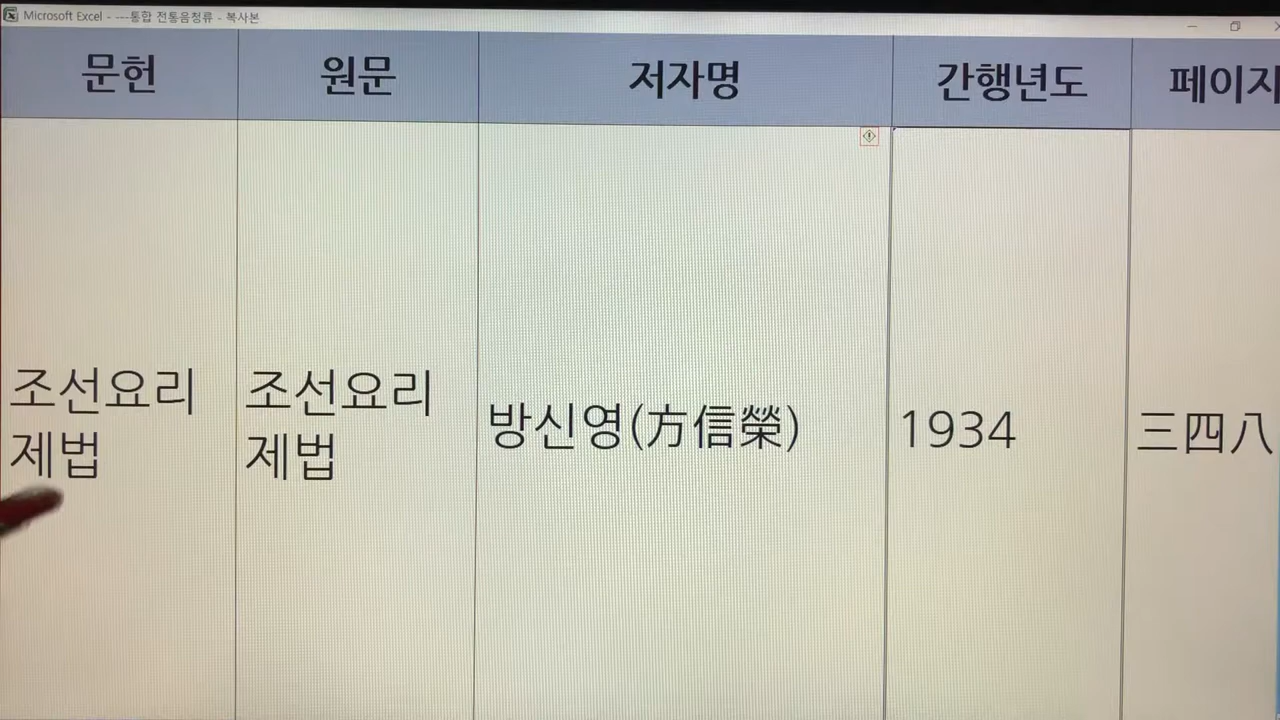 Microsoft Excel - ---통합 전통음청류 - 복사본
문헌 원문 저자명 간행년도 페이지
조선요리 조선요리
제법 제법
방신영(方信榮) 1934 三四八